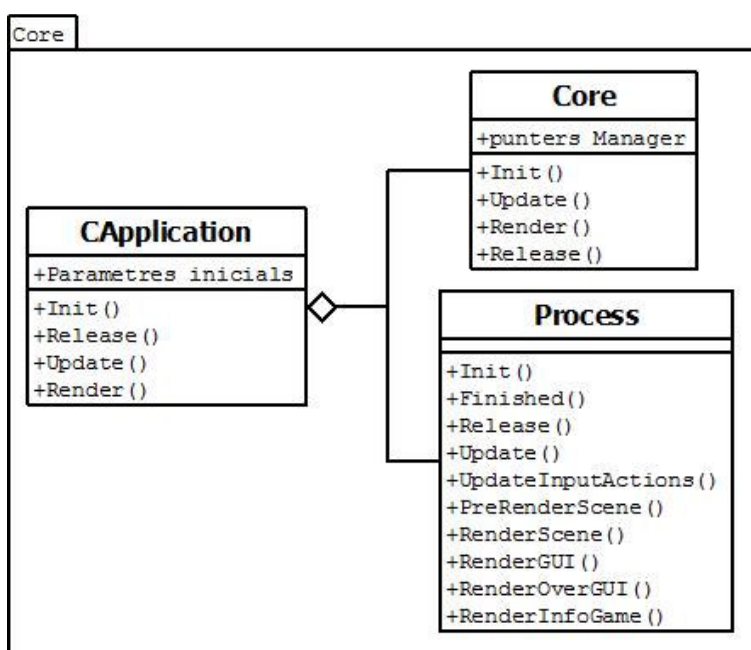 Core
CApplication
+Parametres inicials
+Init()
+Release()
+Update()
+Render()
Core
+punters Manager
+Init()
+Update()
+Render()
+Release()
Process
+Init()
+Finished()
+Release()
+Update()
+UpdateInputActions()
+PreRenderScene()
+RenderScene()
+RenderGUI()
+RenderOverGUI()
+RenderInfoGame()